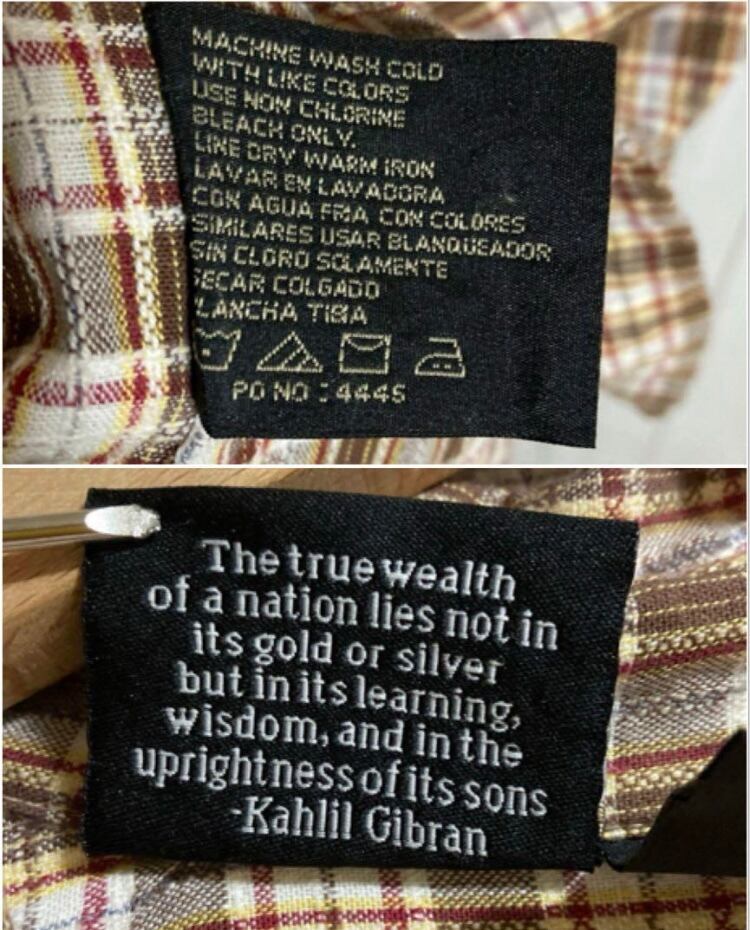 MACHINE WASH COLD
WITH LIKE COLORS
USE NON CHLORINE
BLEACH ONLY.
LINE DRY WARM IRON
LAVAR EN LAVADORA
CON AGUA FRIA CON COLORES
SIMILARES USAR BLANQUEADOR
SIN CLORO SOLAMENTE
SECAR COLGADO
PLANCHA TIBIA
PO NO : 4445
The true wealth
of a nation lies not in
its gold or silver
but in its learning,
wisdom, and in the
uprightness of its sons
-Kahlil Gibran